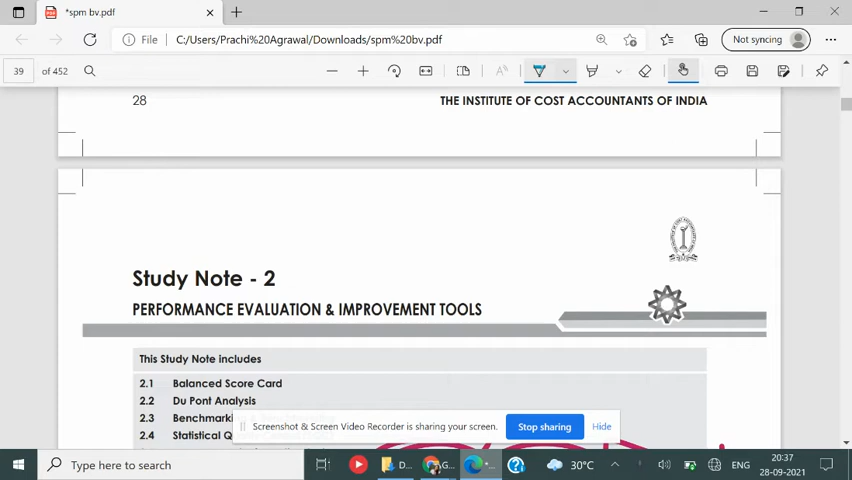 *spm bv.pdf
File
C:/Users/Prachi%20Agrawal/Downloads/spm%20bv.pdf
Not syncing
39 of 452
28
THE INSTITUTE OF COST ACCOUNTANTS OF INDIA
Study Note - 2
PERFORMANCE EVALUATION & IMPROVEMENT TOOLS
This Study Note includes
2.1 Balanced Score Card
2.2 Du Pont Analysis
2.3 Benchmarki
2.4 Statistical Q
Screenshot & Screen Video Recorder is sharing your screen.
Stop sharing
Hide
Type here to search
D...
G...
30°C
ENG
20:37
28-09-2021